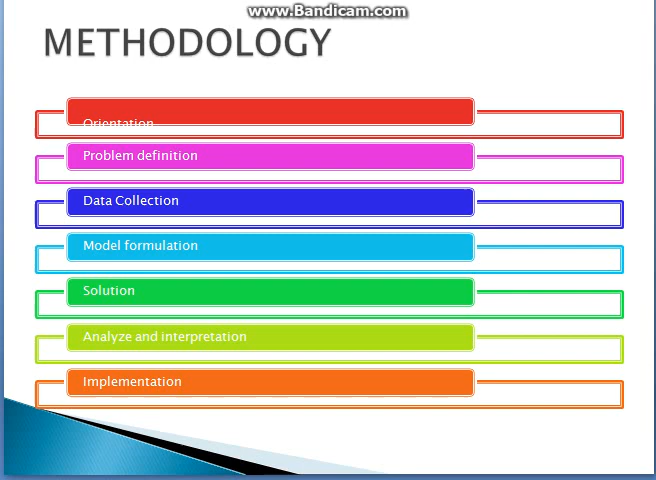 www.Bandicam.com
METHODOLOGY
Orientation
Problem definition
Data Collection
Model formulation
Solution
Analyze and interpretation
Implementation